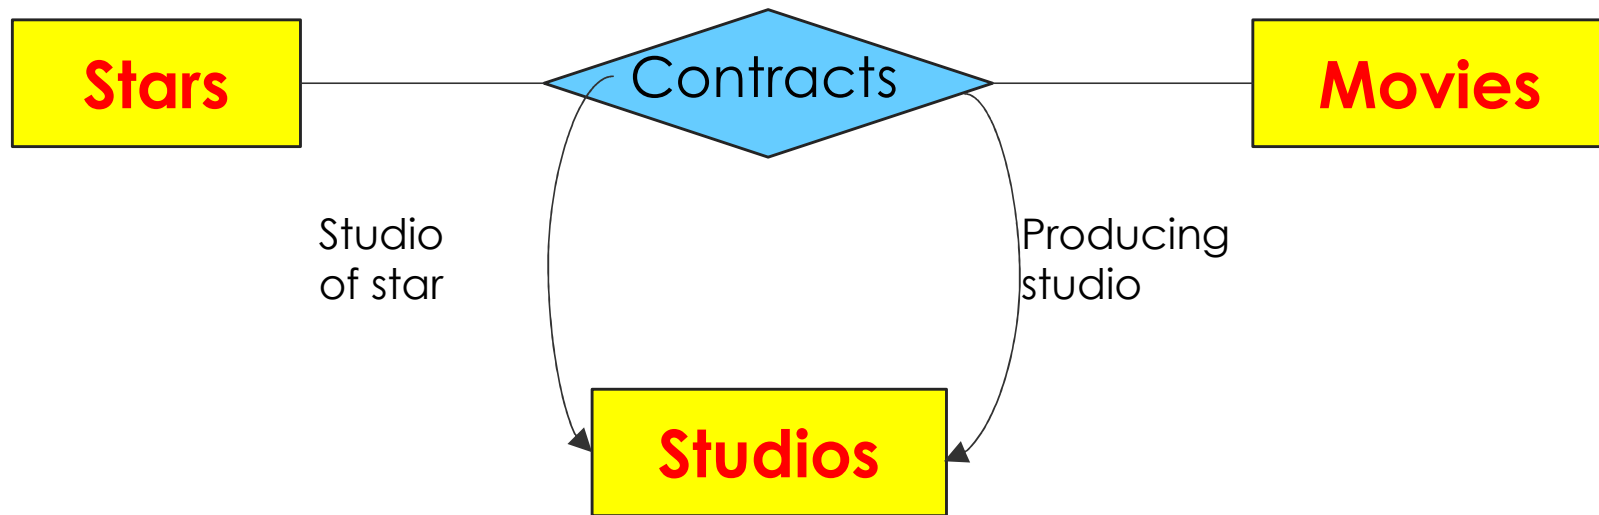 Stars
Contracts
Movies
Studio
of star
Producing
studio
Studios